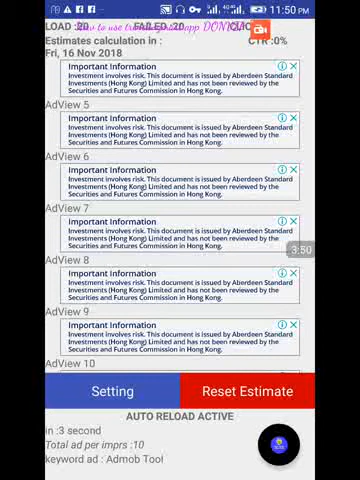 11:50 PM
LOAD :20 FAILED :20
Estimates calculation in : CTR :0%
Fri, 16 Nov 2018
Important Information
Investment involves risk. This document is issued by Aberdeen Standard
Investments (Hong Kong) Limited and has not been reviewed by the
Securities and Futures Commission in Hong Kong.
AdView 5
Important Information
Investment involves risk. This document is issued by Aberdeen Standard
Investments (Hong Kong) Limited and has not been reviewed by the
Securities and Futures Commission in Hong Kong.
AdView 6
Important Information
Investment involves risk. This document is issued by Aberdeen Standard
Investments (Hong Kong) Limited and has not been reviewed by the
Securities and Futures Commission in Hong Kong.
AdView 7
Important Information
Investment involves risk. This document is issued by Aberdeen Standard
Investments (Hong Kong) Limited and has not been reviewed by the
Securities and Futures Commission in Hong Kong.
3:50
AdView 8
Important Information
Investment involves risk. This document is issued by Aberdeen Standard
Investments (Hong Kong) Limited and has not been reviewed by the
Securities and Futures Commission in Hong Kong.
AdView 9
Important Information
Investment involves risk. This document is issued by Aberdeen Standard
Investments (Hong Kong) Limited and has not been reviewed by the
Securities and Futures Commission in Hong Kong.
AdView 10
Setting Reset Estimate
AUTO RELOAD ACTIVE
in :3 second
Total ad per imprs :10
keyword ad : Admob Tool